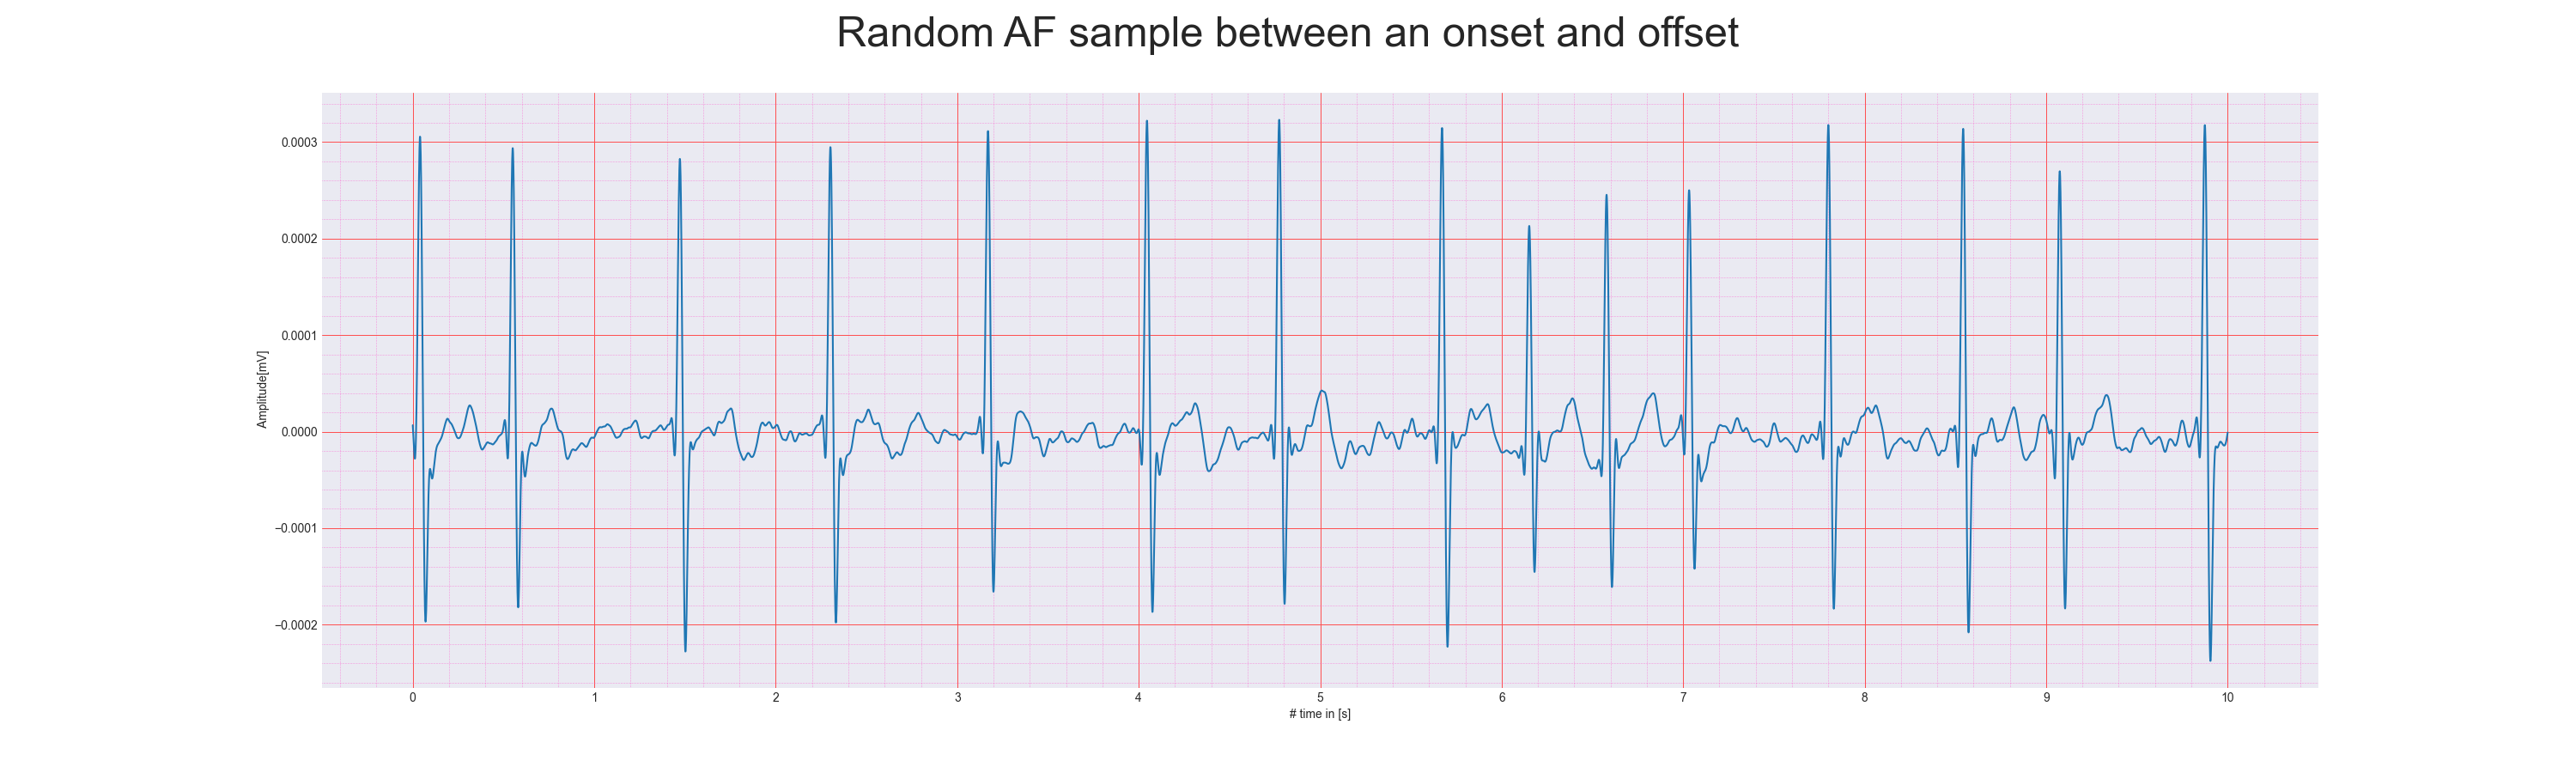 Random AF sample between an onset and offset
Amplitude[mV]
0.0003
0.0002
0.0001
0.0000
−0.0001
−0.0002
0 1 2 3 4 5 6 7 8 9 10
# time in [s]